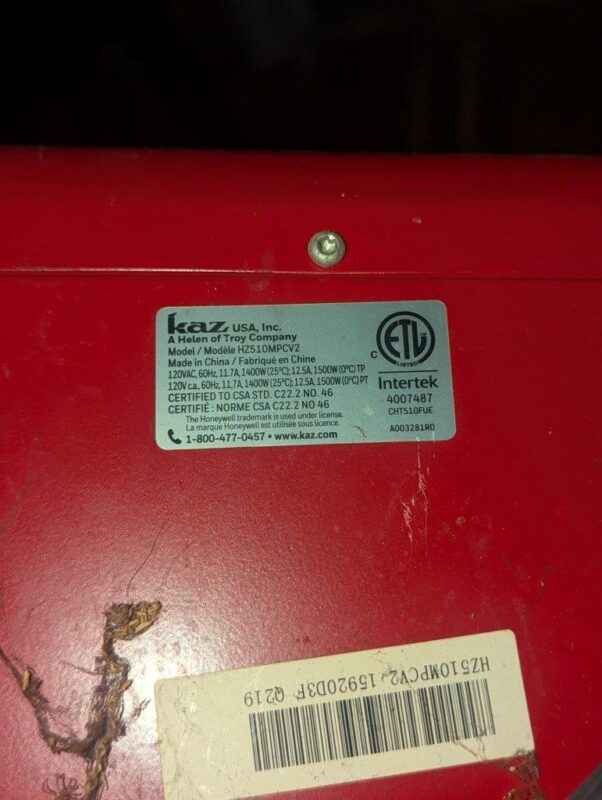 kaz USA, Inc.
A Helen of Troy Company
Model / Modèle HZ510MPCV2
Made in China / Fabriqué en Chine
120VAC, 60Hz, 11.7A, 1400W (25°C); 12.5A, 1500W (0°C) TP
120V c.a., 60Hz, 11,7A, 1400W (25°C); 12.5A, 1500W (0°C) PT
CERTIFIED TO CSA STD. C22.2 NO. 46
CERTIFIÉ : NORME CSA C22.2 NO 46
The Honeywell trademark is used under license.
La marque Honeywell est utilisée sous licence.
1-800-477-0457 • www.kaz.com
ETL
LISTED
C
Intertek
4007487
CHT510FUE
A003281R0
HZ510MPCV2,15920D3F Q219